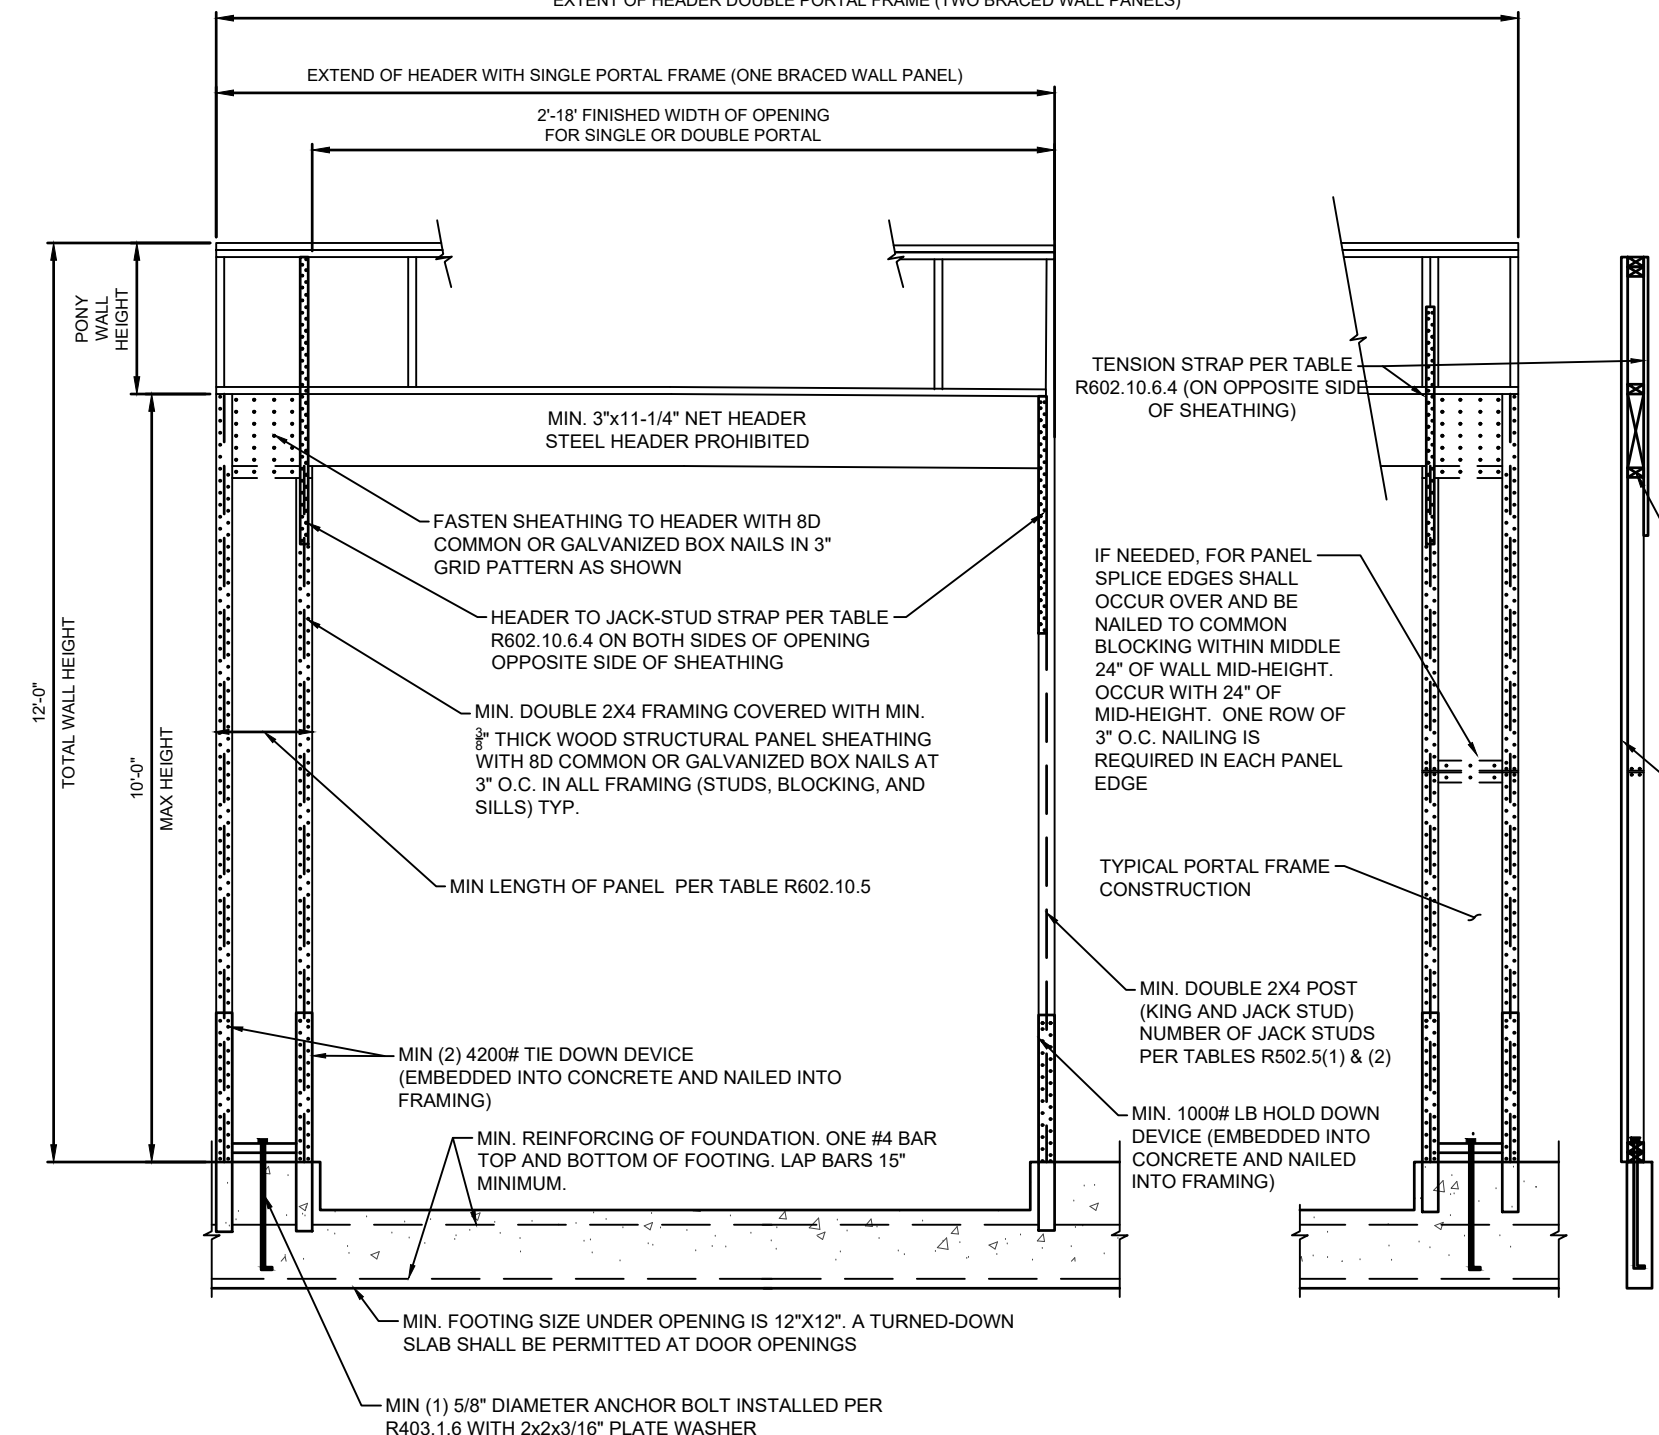 EXTENT OF HEADER DOUBLE PORTAL FRAME (TWO BRACED WALL PANELS)
EXTEND OF HEADER WITH SINGLE PORTAL FRAME (ONE BRACED WALL PANEL)
2'-18' FINISHED WIDTH OF OPENING
FOR SINGLE OR DOUBLE PORTAL
PONY
WALL
HEIGHT
12'-0"
TOTAL WALL HEIGHT
10'-0"
MAX HEIGHT
MIN. 3"x11-1/4" NET HEADER
STEEL HEADER PROHIBITED
TENSION STRAP PER TABLE
R602.10.6.4 (ON OPPOSITE SIDE
OF SHEATHING)
FASTEN SHEATHING TO HEADER WITH 8D
COMMON OR GALVANIZED BOX NAILS IN 3"
GRID PATTERN AS SHOWN
HEADER TO JACK-STUD STRAP PER TABLE
R602.10.6.4 ON BOTH SIDES OF OPENING
OPPOSITE SIDE OF SHEATHING
IF NEEDED, FOR PANEL
SPLICE EDGES SHALL
OCCUR OVER AND BE
NAILED TO COMMON
BLOCKING WITHIN MIDDLE
24" OF WALL MID-HEIGHT.
OCCUR WITH 24" OF
MID-HEIGHT.  ONE ROW OF
3" O.C. NAILING IS
REQUIRED IN EACH PANEL
EDGE
MIN. DOUBLE 2X4 FRAMING COVERED WITH MIN.
3/8" THICK WOOD STRUCTURAL PANEL SHEATHING
WITH 8D COMMON OR GALVANIZED BOX NAILS AT
3" O.C. IN ALL FRAMING (STUDS, BLOCKING, AND
SILLS) TYP.
MIN LENGTH OF PANEL  PER TABLE R602.10.5
TYPICAL PORTAL FRAME
CONSTRUCTION
MIN. DOUBLE 2X4 POST
(KING AND JACK STUD)
NUMBER OF JACK STUDS
PER TABLES R502.5(1) & (2)
MIN (2) 4200# TIE DOWN DEVICE
(EMBEDDED INTO CONCRETE AND NAILED INTO
FRAMING)
MIN. 1000# LB HOLD DOWN
DEVICE (EMBEDDED INTO
CONCRETE AND NAILED
INTO FRAMING)
MIN. REINFORCING OF FOUNDATION. ONE #4 BAR
TOP AND BOTTOM OF FOOTING. LAP BARS 15"
MINIMUM.
MIN. FOOTING SIZE UNDER OPENING IS 12"X12". A TURNED-DOWN
SLAB SHALL BE PERMITTED AT DOOR OPENINGS
MIN (1) 5/8" DIAMETER ANCHOR BOLT INSTALLED PER
R403.1.6 WITH 2x2x3/16" PLATE WASHER